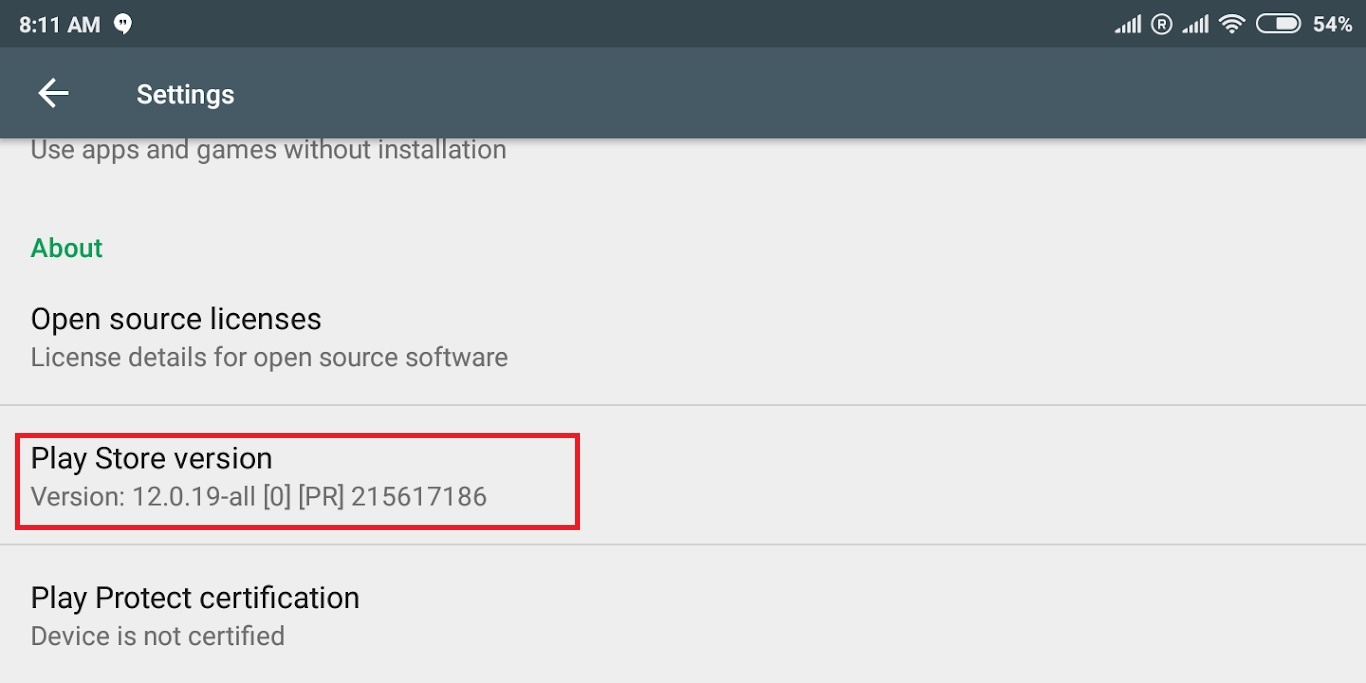 8:11 AM
® 54%
Settings
Use apps and games without installation
About
Open source licenses
License details for open source software
Play Store version
Version: 12.0.19-all [0] [PR] 215617186
Play Protect certification
Device is not certified